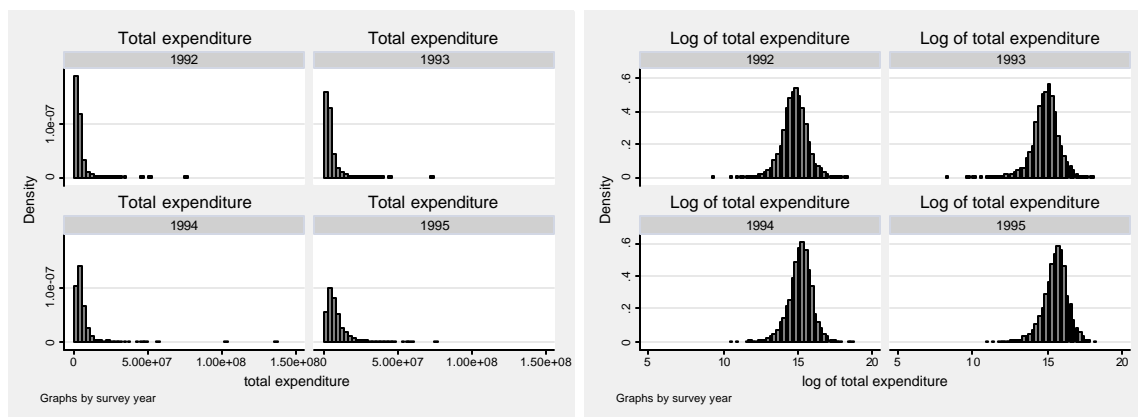 Total expenditure
Total expenditure
1992
1993
1.0e-07
0
Total expenditure
Total expenditure
1994
1995
1.0e-07
0
0
5.00e+07
1.00e+08
1.50e+08
0
5.00e+07
1.00e+08
1.50e+08
Density
total expenditure
Graphs by survey year
Log of total expenditure
Log of total expenditure
1992
1993
.6
.4
.2
0
Log of total expenditure
Log of total expenditure
1994
1995
.6
.4
.2
0
5
10
15
20
5
10
15
20
Density
log of total expenditure
Graphs by survey year